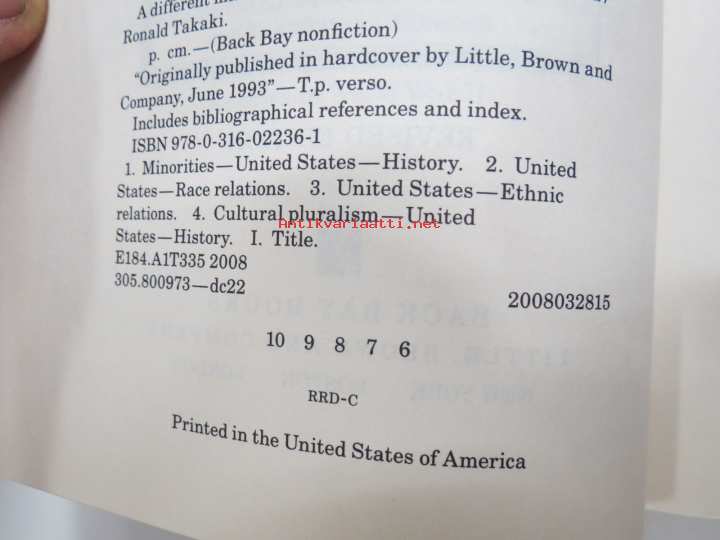 A different
Ronald Takaki.
p. cm.—(Back Bay nonfiction)
"Originally published in hardcover by Little, Brown and
Company, June 1993"—T.p. verso.
Includes bibliographical references and index.
ISBN 978-0-316-02236-1
1. Minorities—United States—History. 2. United
States—Race relations. 3. United States—Ethnic
relations. 4. Cultural pluralism—United
Antikvariaatti.net
States—History. I. Title.
E184.A1T335 2008
305.800973—dc22
2008032815
10 9 8 7 6
RRD-C
Printed in the United States of America